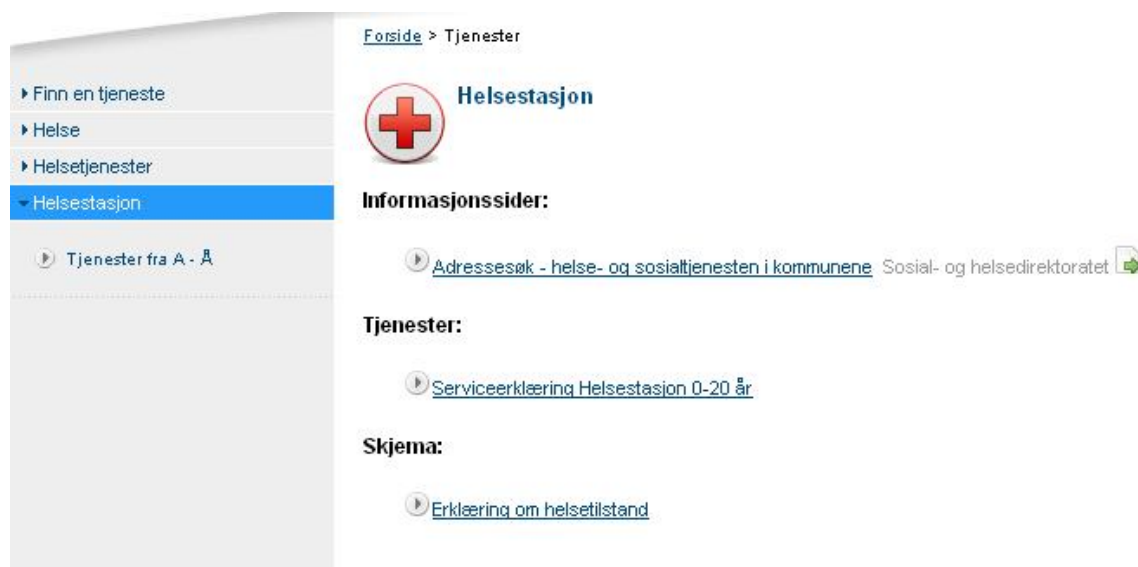 Forside > Tjenester
Finn en tjeneste
Helse
Helsetjenester
Helsestasjon
Tjenester fra A - Å
Helsestasjon
Informasjonssider:
Adressesøk - helse- og sosialtjenesten i kommunene Sosial- og helsedirektoratet
Tjenester:
Serviceerklæring Helsestasjon 0-20 år
Skjema:
Erklæring om helsetilstand